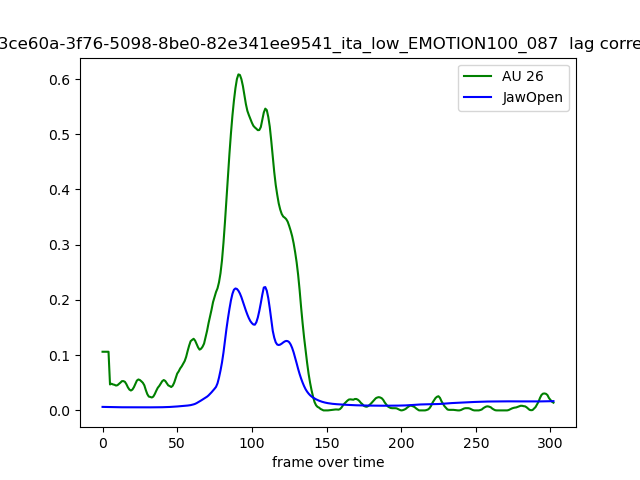 3ce60a-3f76-5098-8be0-82e341ee9541_ita_low_EMOTION100_087 lag corre
AU 26
JawOpen
0.6
0.5
0.4
0.3
0.2
0.1
0.0
0 50 100 150 200 250 300
frame over time